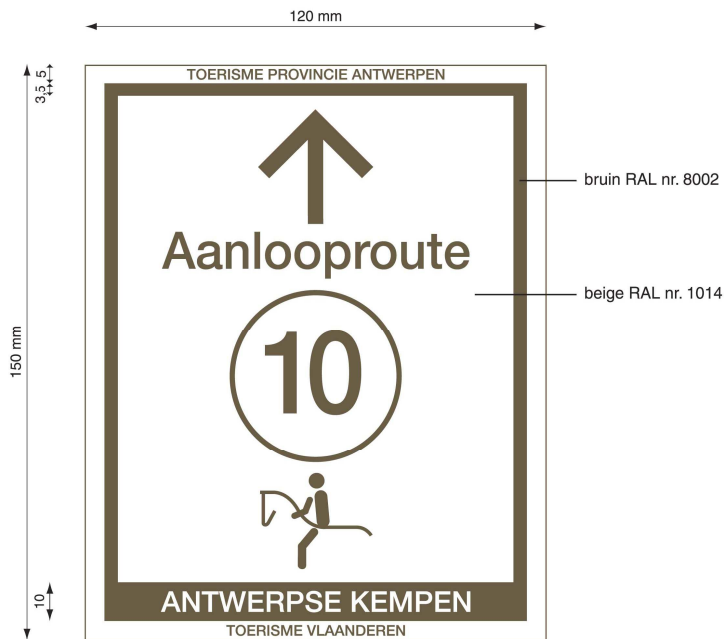 120 mm
5
3,5
TOERISME PROVINCIE ANTWERPEN
bruin RAL nr. 8002
Aanlooproute
beige RAL nr. 1014
150 mm
10
10
ANTWERPSE KEMPEN
TOERISME VLAANDEREN